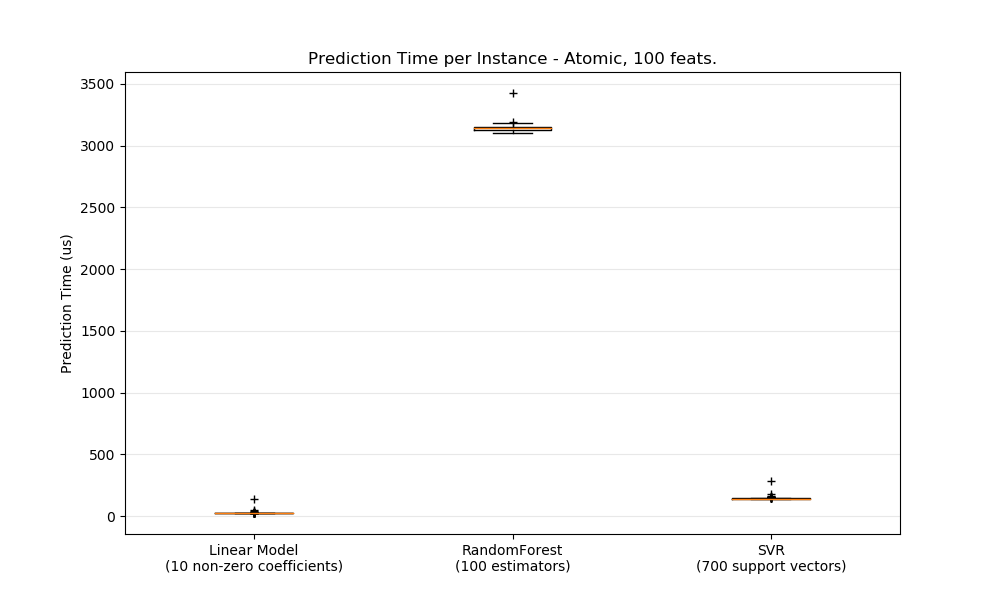 Prediction Time per Instance - Atomic, 100 feats.
Prediction Time (us)
3500
3000
2500
2000
1500
1000
500
0
Linear Model
(10 non-zero coefficients)
RandomForest
(100 estimators)
SVR
(700 support vectors)